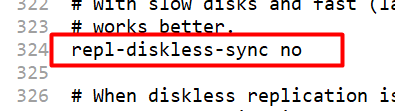 322 # With slow disks and fast (la
323 # works better.
324 repl-diskless-sync no
325
326 # When diskless replication is